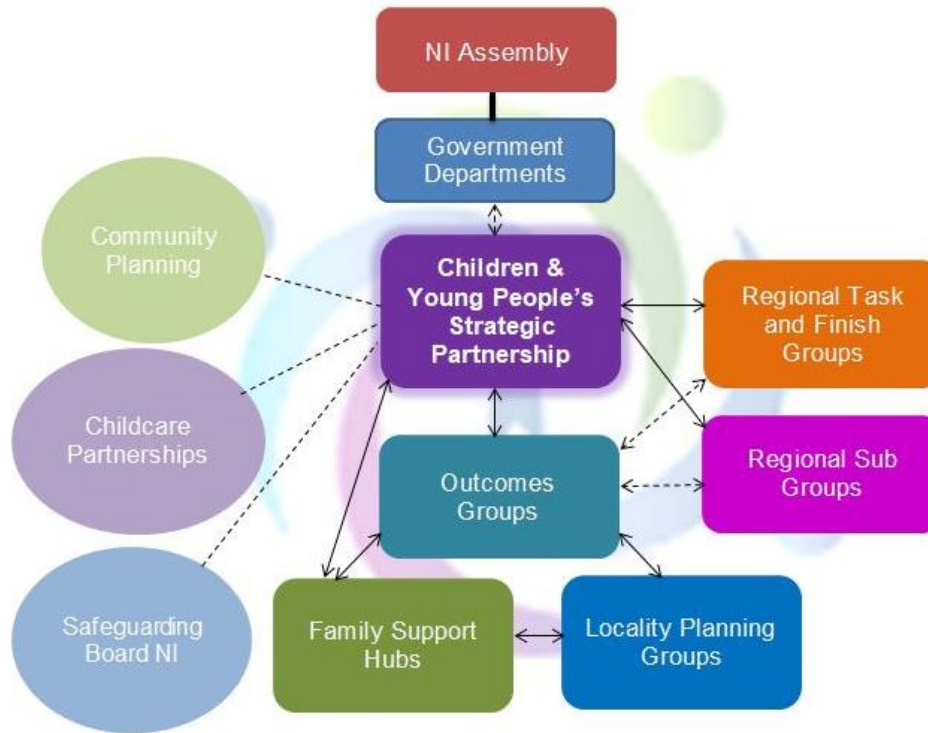 NI Assembly
Government
Departments
Community
Planning
Children &
Young People's
Strategic
Partnership
Regional Task
and Finish
Groups
Childcare
Partnerships
Outcomes
Groups
Regional Sub
Groups
Safeguarding
Board NI
Family Support
Hubs
Locality Planning
Groups